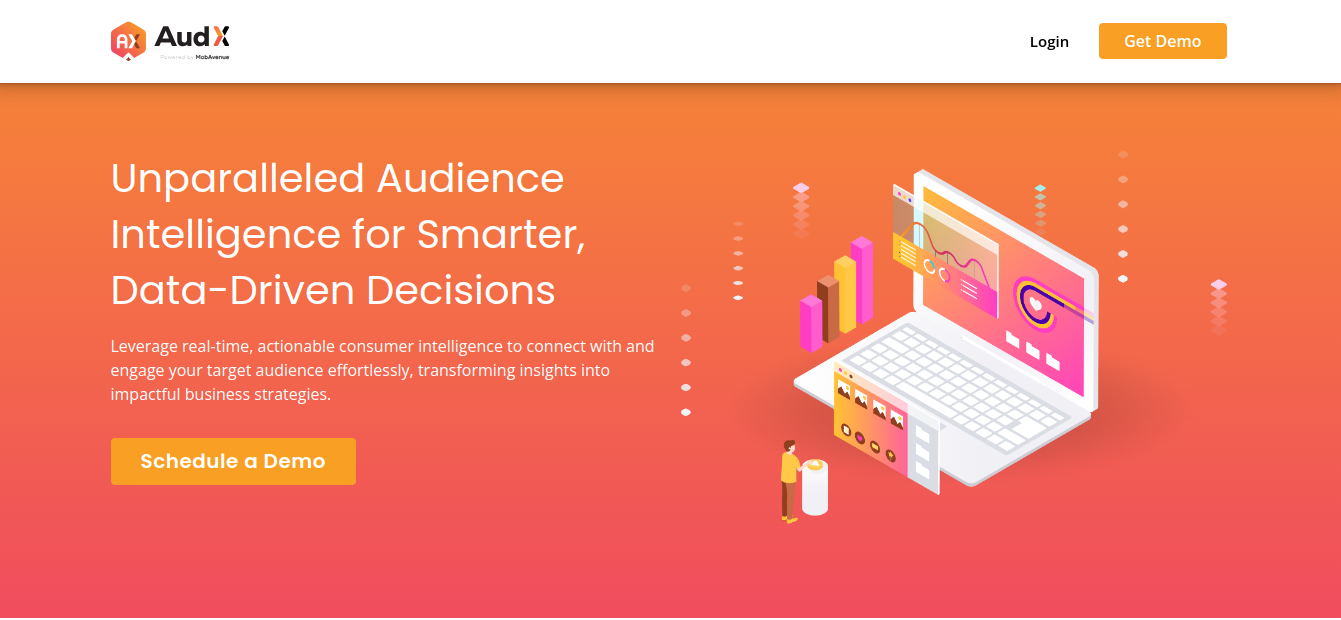 AX AudX
Powered by MobAvenue
Login
Get Demo
Unparalleled Audience
Intelligence for Smarter,
Data-Driven Decisions
Leverage real-time, actionable consumer intelligence to connect with and
engage your target audience effortlessly, transforming insights into
impactful business strategies.
Schedule a Demo